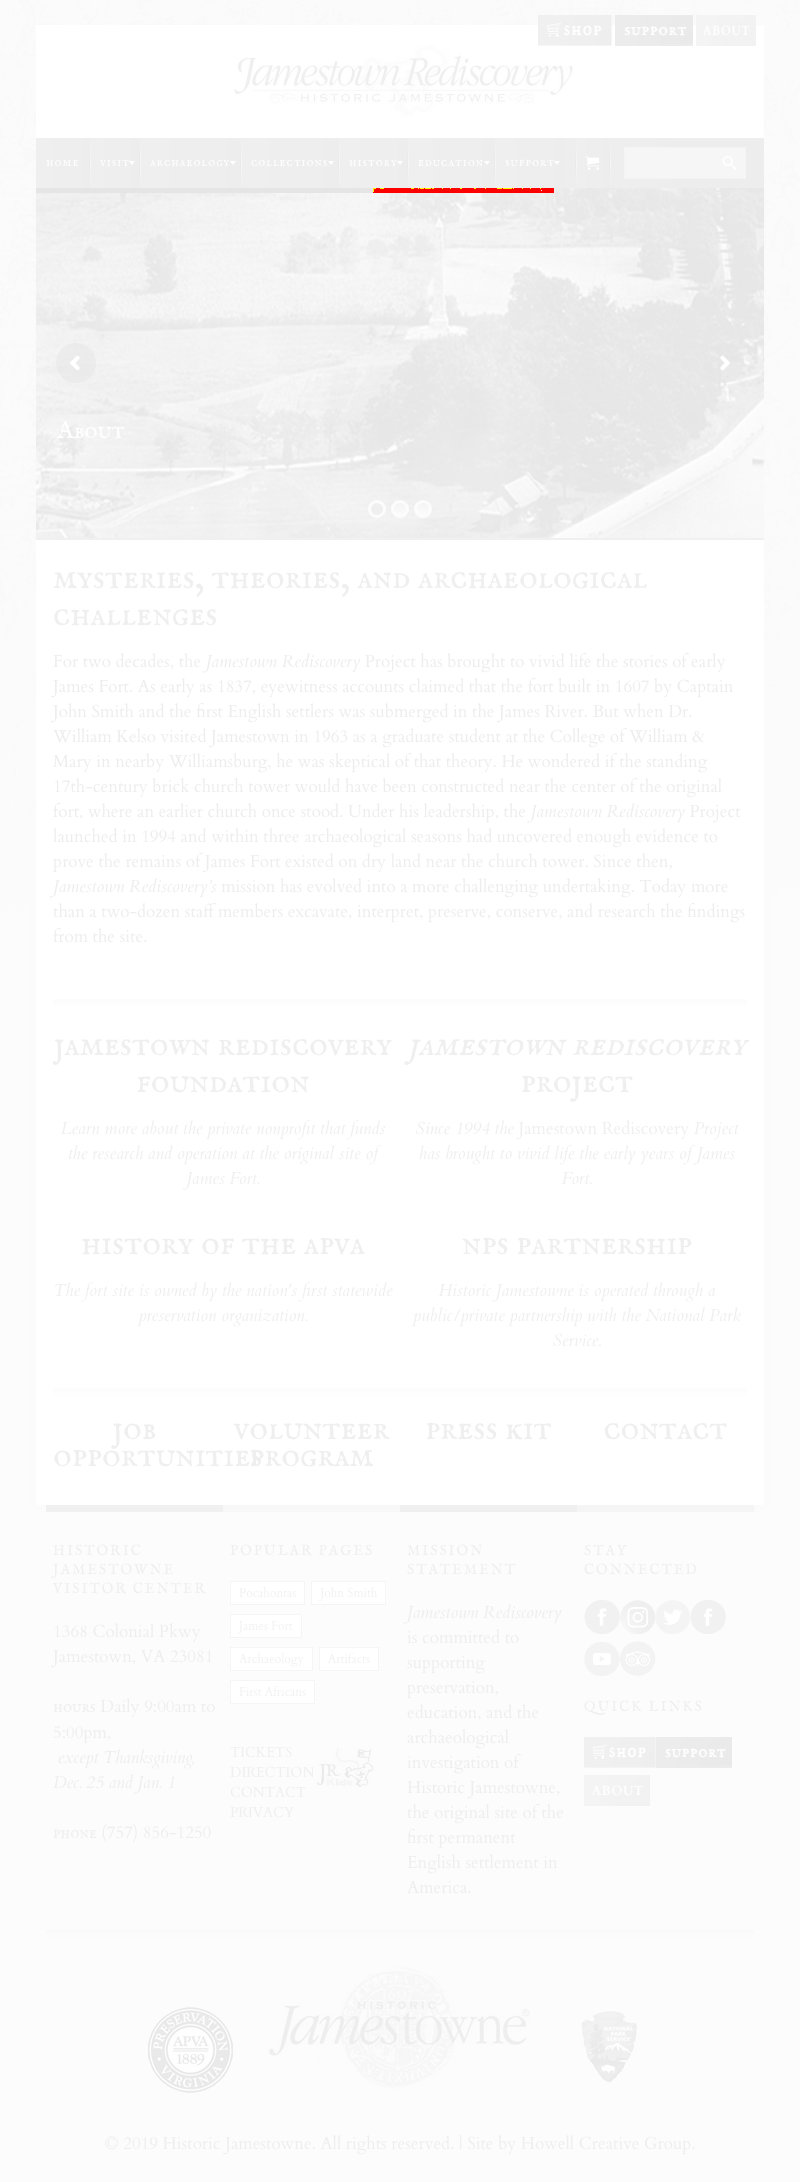 SHOP SUPPORT ABOUT
Jamestown Rediscovery
HISTORIC JAMESTOWNE
HOME VISIT ARCHAEOLOGY COLLECTIONS HISTORY EDUCATION SUPPORT
About
MYSTERIES, THEORIES, AND ARCHAEOLOGICAL
CHALLENGES
For two decades, the Jamestown Rediscovery Project has brought to vivid life the stories of early
James Fort. As early as 1837, eyewitness accounts claimed that the fort built in 1607 by Captain
John Smith and the first English settlers was submerged in the James River. But when Dr.
William Kelso visited Jamestown in 1963 as a graduate student at the College of William &
Mary in nearby Williamsburg, he was skeptical of that theory. He wondered if the standing
17th-century brick church tower would have been constructed near the center of the original
fort, where an earlier church once stood. Under his leadership, the Jamestown Rediscovery Project
launched in 1994 and within three archaeological seasons had uncovered enough evidence to
prove the remains of James Fort existed on dry land near the church tower. Since then,
Jamestown Rediscovery's mission has evolved into a more challenging undertaking. Today more
than a two-dozen staff members excavate, interpret, preserve, conserve, and research the findings
from the site.
JAMESTOWN REDISCOVERY
FOUNDATION
Learn more about the private nonprofit that funds
the research and operation at the original site of
James Fort.
JAMESTOWN REDISCOVERY
PROJECT
Since 1994 the Jamestown Rediscovery Project
has brought to vivid life the early years of James
Fort.
HISTORY OF THE APVA
The fort site is owned by the nation's first statewide
preservation organization.
NPS PARTNERSHIP
Historic Jamestowne is operated through a
public/private partnership with the National Park
Service.
JOB
OPPORTUNITIES
VOLUNTEER
PROGRAM
PRESS KIT
CONTACT
HISTORIC
JAMESTOWNE
VISITOR CENTER
1368 Colonial Pkwy
Jamestown, VA 23081
HOURS Daily 9:00am to
5:00pm,
except Thanksgiving,
Dec. 25 and Jan. 1
PHONE (757) 856-1250
POPULAR PAGES
Pocahontas John Smith
James Fort
Archaeology Artifacts
First Africans
TICKETS
DIRECTION
CONTACT
PRIVACY
JR
MISSION
STATEMENT
Jamestown Rediscovery
is committed to
supporting
preservation,
education, and the
archaeological
investigation of
Historic Jamestowne,
the original site of the
first permanent
English settlement in
America.
STAY
CONNECTED
QUICK LINKS
SHOP SUPPORT
ABOUT
PRESERVATION
APVA
1889
VIRGINIA
HISTORIC
Jamestowne
© 2019 Historic Jamestowne. All rights reserved. | Site by Howell Creative Group.